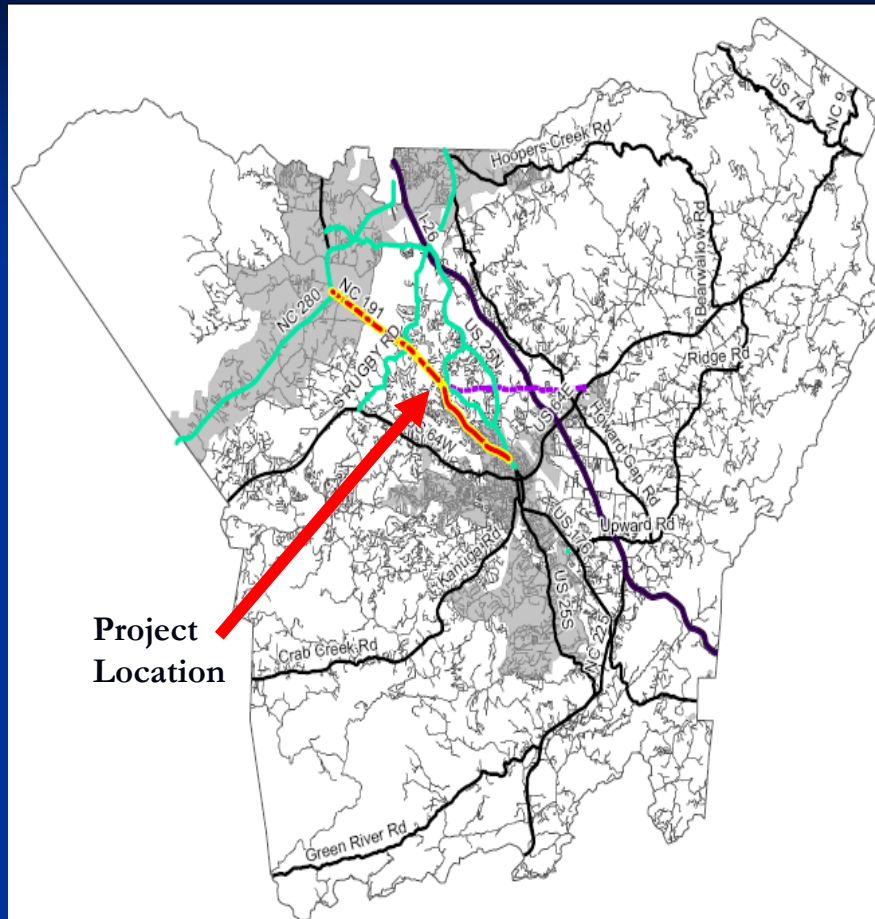 US 74
NC 9
Hoopers Creek Rd
I-26
Bearwallow Rd
NC 191
NC 280
US 25N
S RUGBY RD
Ridge Rd
Howard Gap Rd
64W
Upward Rd
US 176
Kanuga Rd
US 25S
NC 225
Project
Location
Crab Creek Rd
Green River Rd